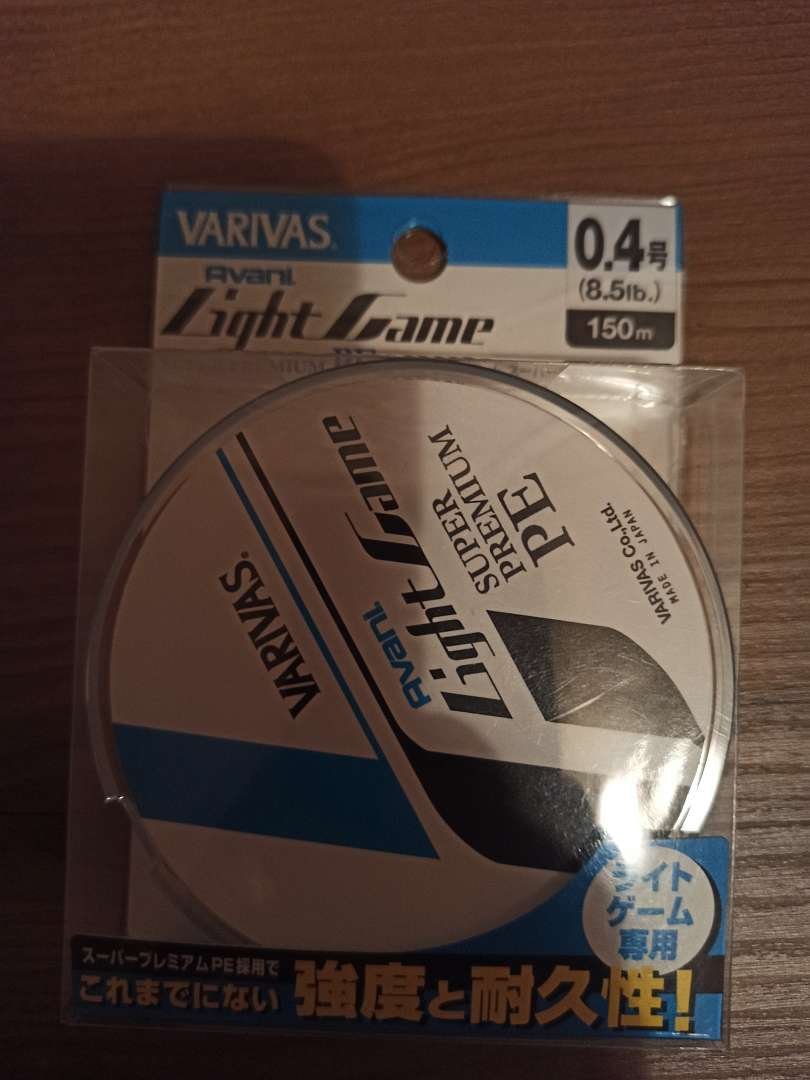 VARIVAS®
Avani
Light Game
0.4号
(8.5lb.)
150m
VARIVAS®
Avani
Light Game
SUPER
PREMIUM
PE
VARIVAS Co.,Ltd.
MADE IN JAPAN
ライト
ゲーム
専用
スーパープレミアムPE採用で
これまでにない 強度と耐久性!